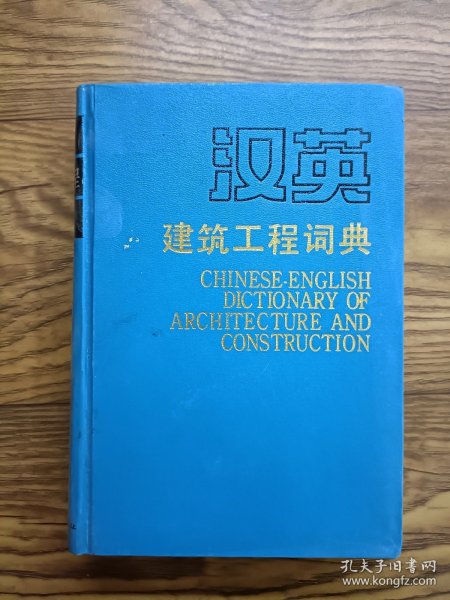 汉英
建筑工程词典
CHINESE-ENGLISH
DICTIONARY OF
ARCHITECTURE AND
CONSTRUCTION
孔夫子旧书网
www.kongfz.com